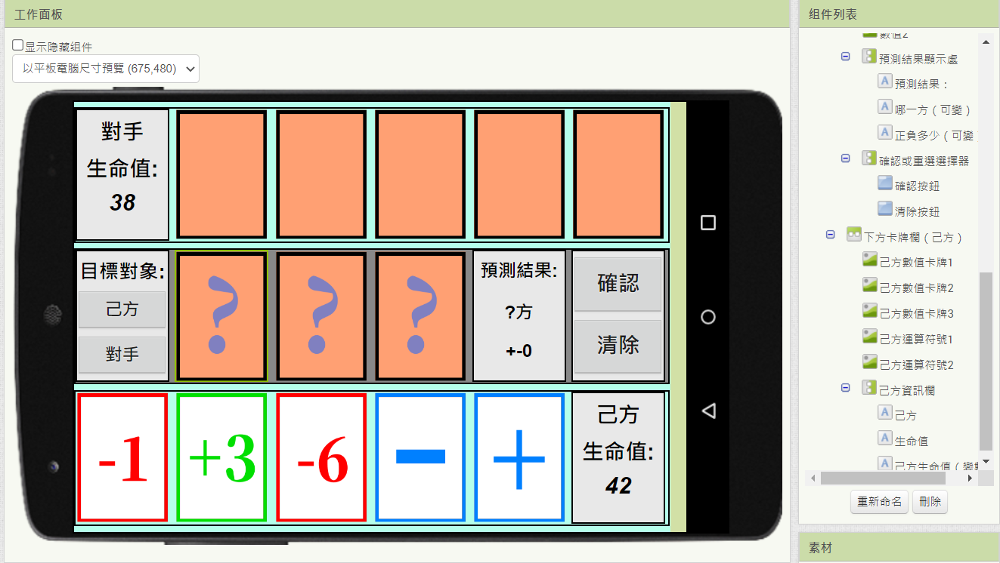 工作面板
显示隐藏组件
以平板電腦尺寸預覽 (675,480)
對手
生命值:
38
目標對象:
己方
對手
?
?
?
預測結果:
?方
+-0
確認
清除
-1
+3
-6
-
+
己方
生命值:
42
组件列表
數值2
預測結果顯示處
預測結果：
哪一方（可變）
正負多少（可變
確認或重選選擇器
確認按鈕
清除按鈕
下方卡牌欄（己方）
己方數值卡牌1
己方數值卡牌2
己方數值卡牌3
己方運算符號1
己方運算符號2
己方資訊欄
己方
生命值
己方生命值（變數
重新命名
刪除
素材